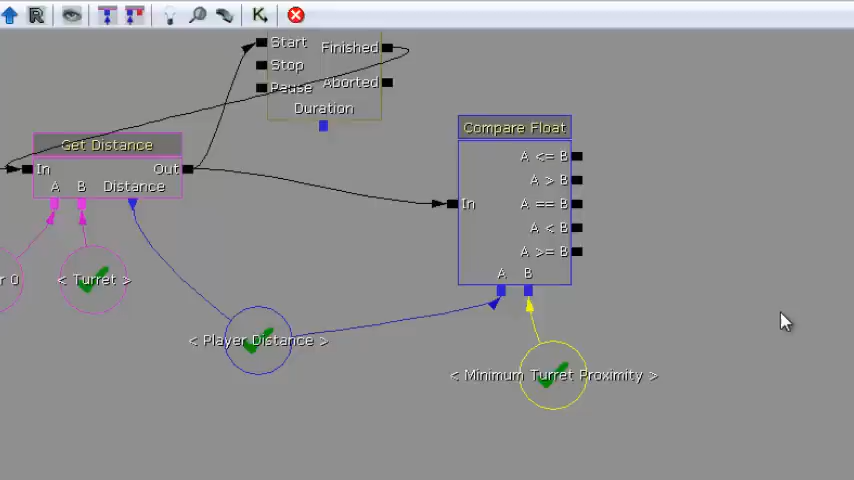 R
K
Start
Stop
Pause
Finished
Aborted
Duration
Get Distance
In
Out
A
B
Distance
r 0
< Turret >
Compare Float
In
A <= B
A > B
A == B
A < B
A >= B
A
B
< Player Distance >
< Minimum Turret Proximity >